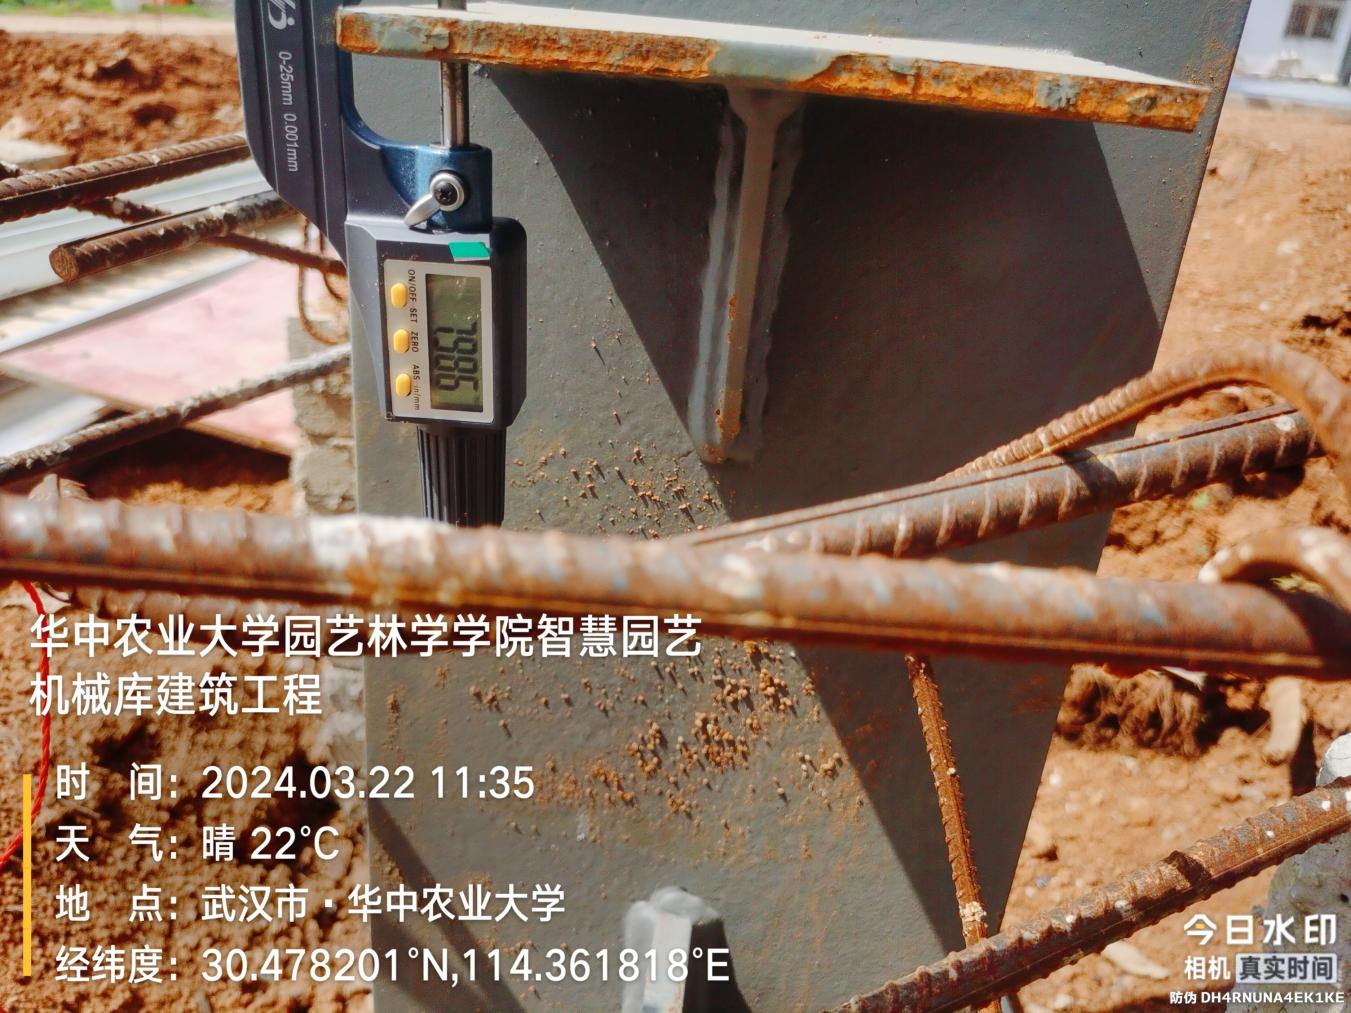 0-25mm 0.001mm
ON/OFF SET
ZERO
ABS in/mm
华中农业大学园艺林学学院智慧园艺
机械库建筑工程
时 间：2024.03.22 11:35
天 气：晴 22°C
地 点：武汉市·华中农业大学
经纬度：30.478201°N,114.361818°E
今日水印
相机 真实时间
防伪 DH4RNUNA4EK1KE